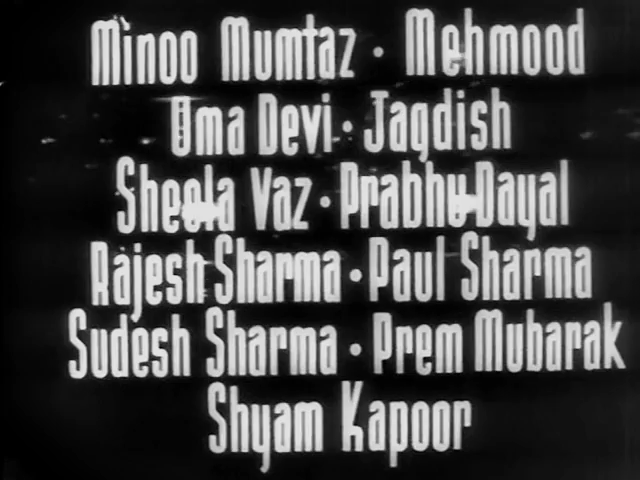 Minoo Mumtaz • Mehmood
Uma Devi • Jagdish
Sheela Vaz • Prabhu Dayal
Rajesh Sharma • Paul Sharma
Sudesh Sharma • Prem Mubarak
Shyam Kapoor